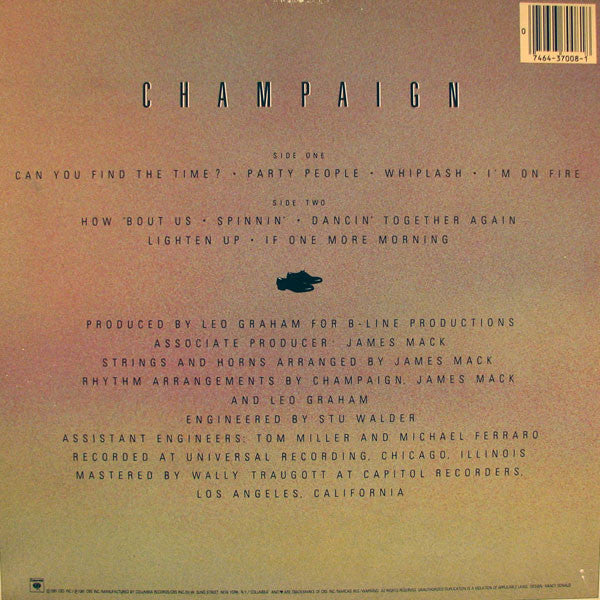 0
7464-37008-1
CHAMPAIGN
SIDE ONE
CAN YOU FIND THE TIME? • PARTY PEOPLE • WHIPLASH • I'M ON FIRE
SIDE TWO
HOW 'BOUT US • SPINNIN' • DANCIN' TOGETHER AGAIN
LIGHTEN UP • IF ONE MORE MORNING
PRODUCED BY LEO GRAHAM FOR B-LINE PRODUCTIONS
ASSOCIATE PRODUCER: JAMES MACK
STRINGS AND HORNS ARRANGED BY JAMES MACK
RHYTHM ARRANGEMENTS BY CHAMPAIGN, JAMES MACK
AND LEO GRAHAM
ENGINEERED BY STU WALDER
ASSISTANT ENGINEERS: TOM MILLER AND MICHAEL FERRARO
RECORDED AT UNIVERSAL RECORDING, CHICAGO, ILLINOIS
MASTERED BY WALLY TRAUGOTT AT CAPITOL RECORDERS,
LOS ANGELES, CALIFORNIA